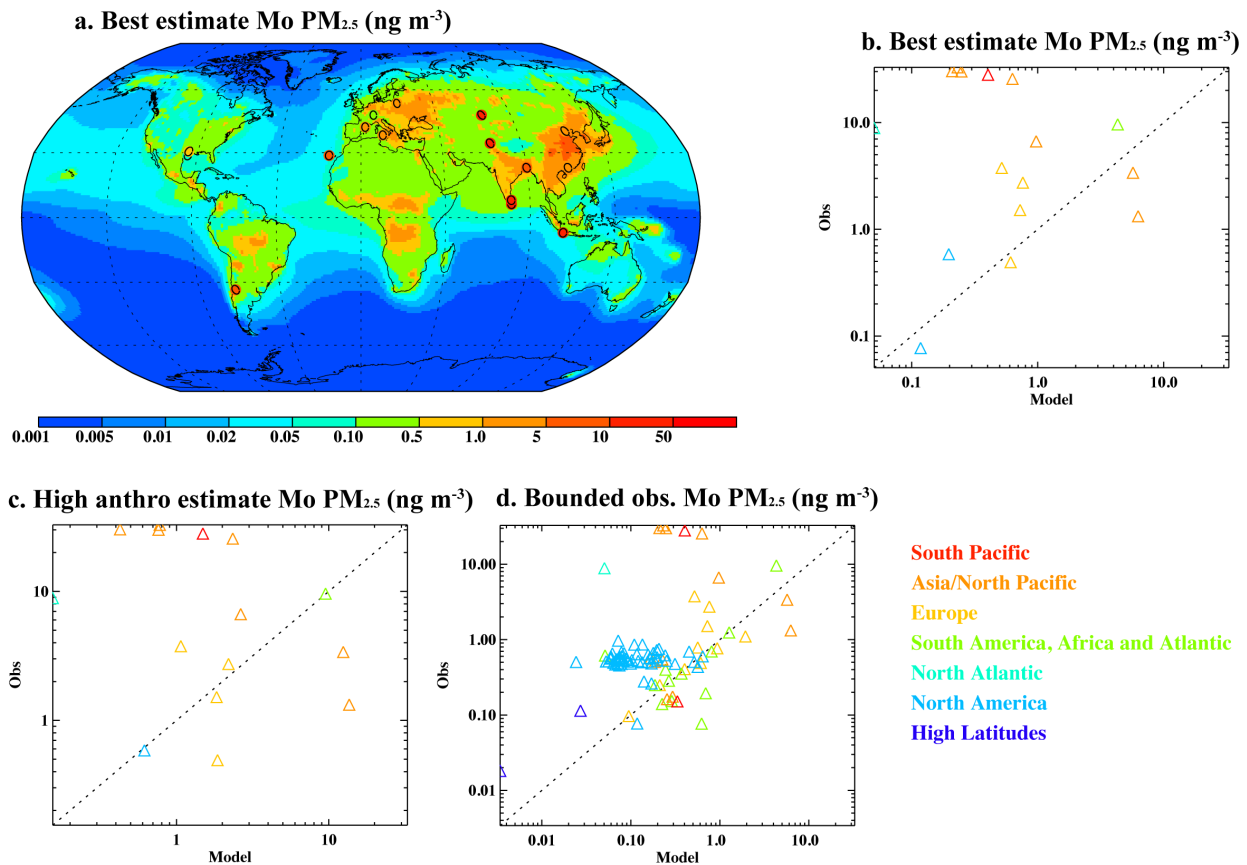 a. Best estimate Mo PM2.5 (ng m-3)
0.001 0.005 0.01 0.02 0.05 0.10 0.5 1.0 5 10 50
b. Best estimate Mo PM2.5 (ng m-3)
Obs
10.0
1.0
0.1
0.1 1.0 10.0
Model
c. High anthro estimate Mo PM2.5 (ng m-3)
Obs
10
1
1 10
Model
d. Bounded obs. Mo PM2.5 (ng m-3)
Obs
10.00
1.00
0.10
0.01
0.01 0.10 1.0 10.0
Model
South Pacific
Asia/North Pacific
Europe
South America, Africa and Atlantic
North Atlantic
North America
High Latitudes